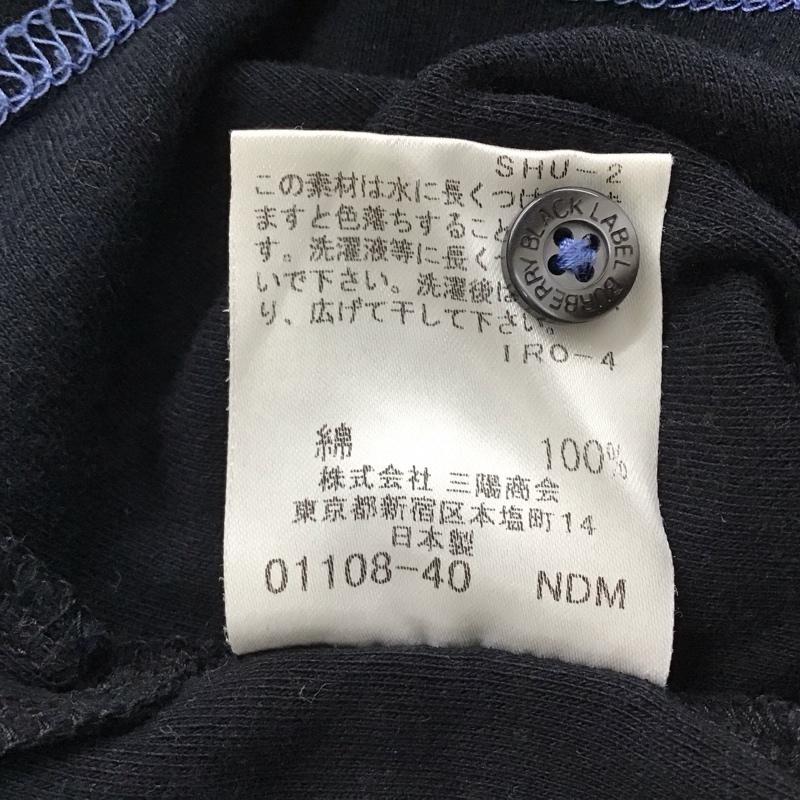 SHU-2
この素材は水に長くつけ
ますと色落ちすること
す。洗濯液等に長く
いで下さい。洗濯後は
り、広げて干して下さい。
IRO-4
BLACK LABEL BURBERRY
綿 100%
株式会社 三陽商会
東京都新宿区本塩町14
日本製
01108-40 NDM